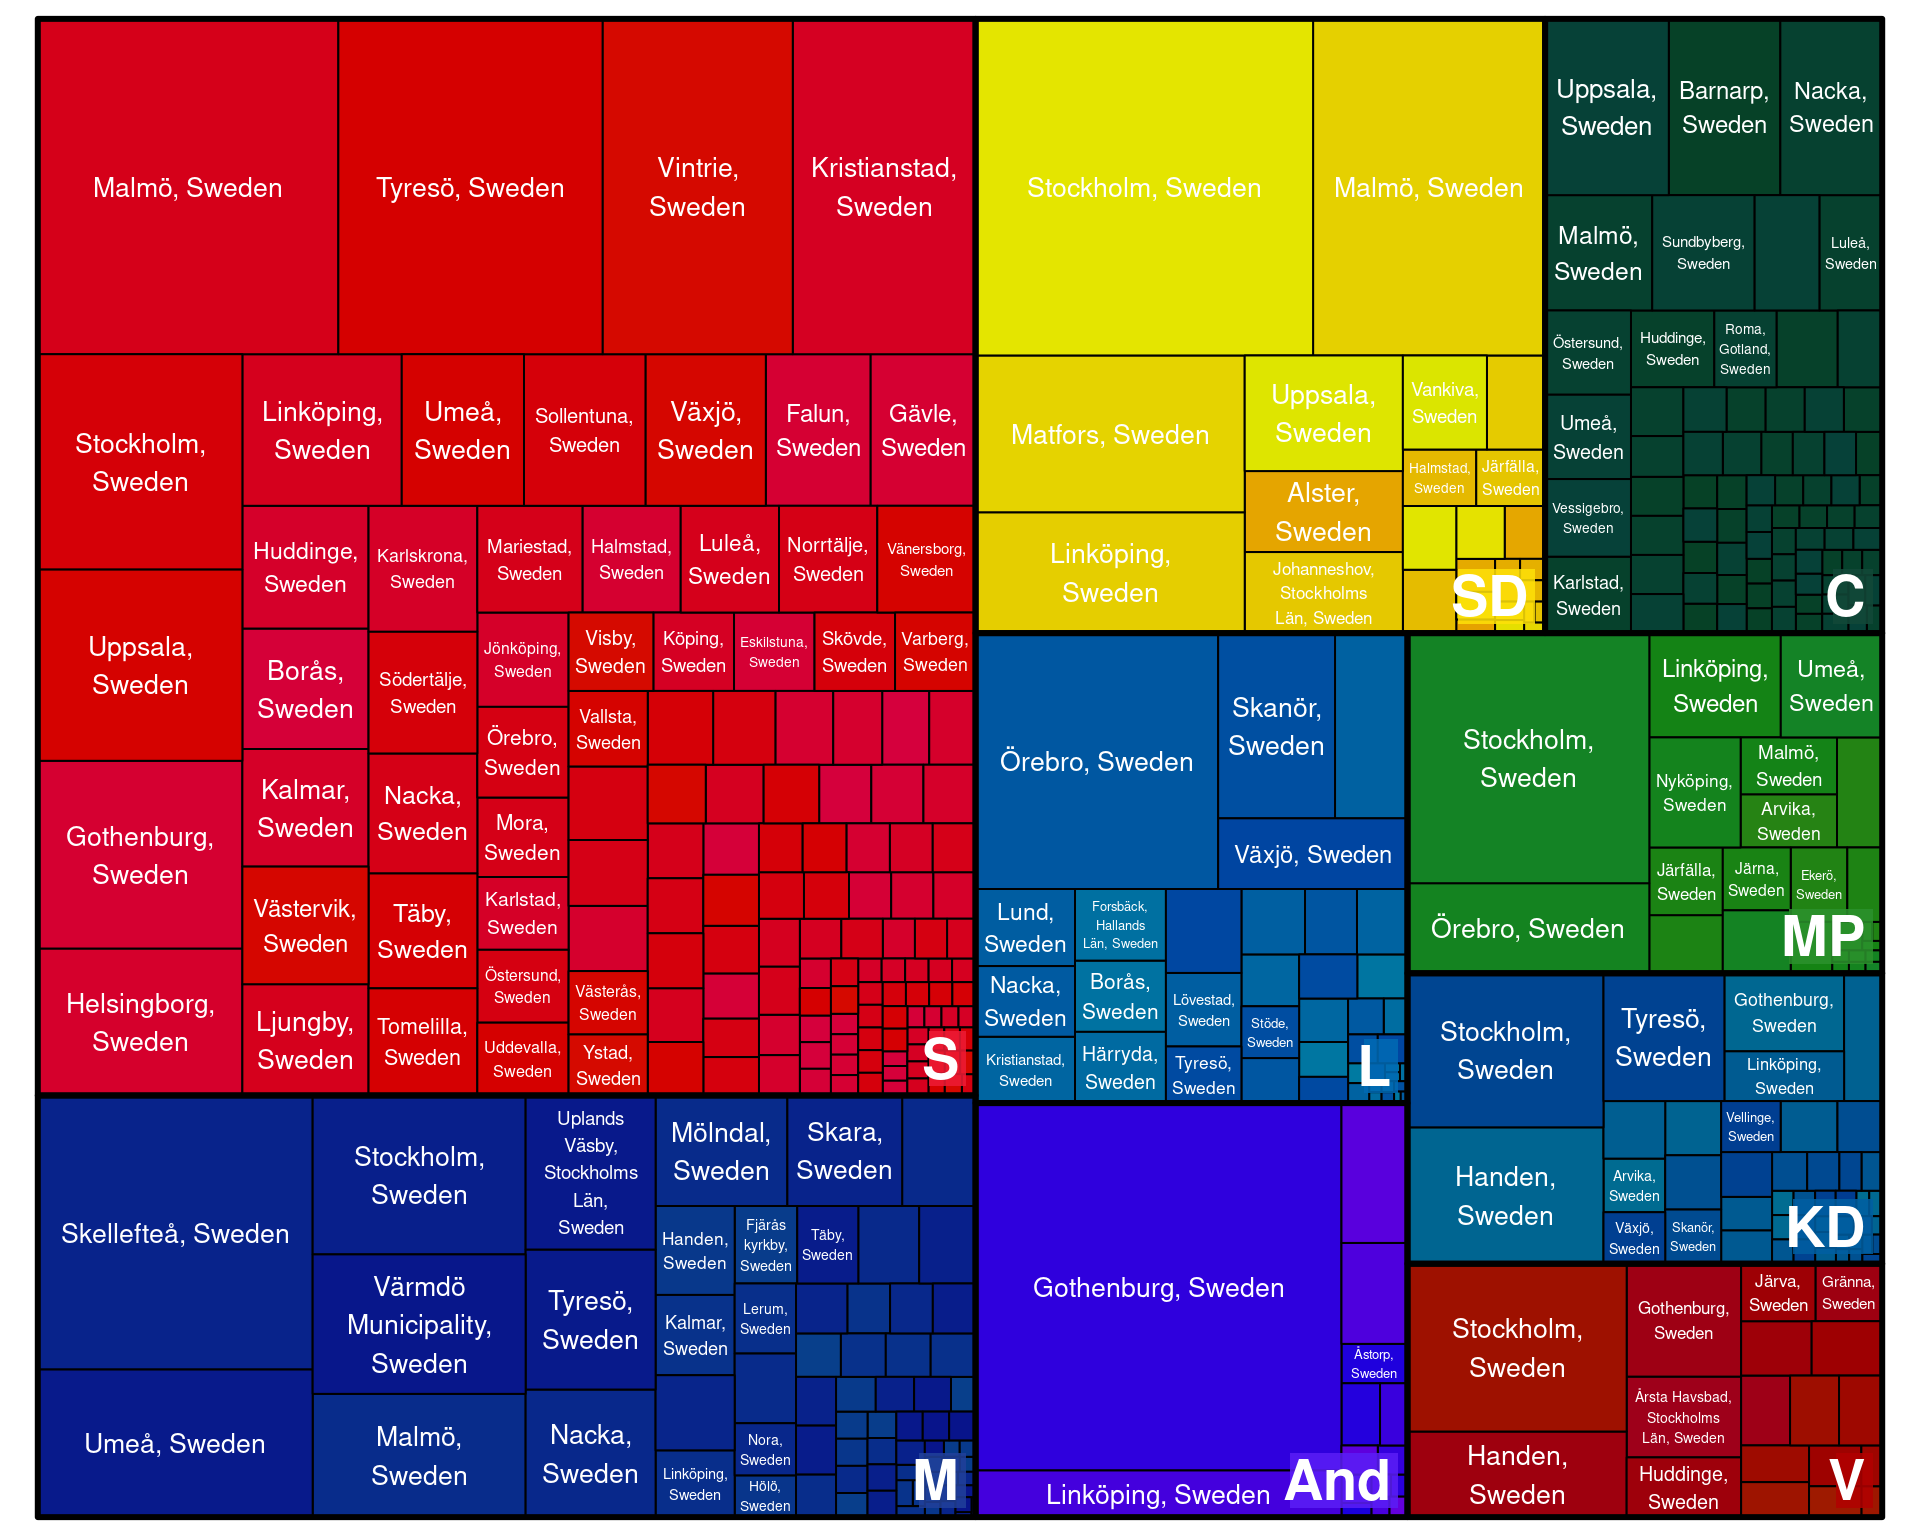 Malmö, Sweden
Tyresö, Sweden
Vintrie,
Sweden
Kristianstad,
Sweden
Stockholm,
Sweden
Linköping,
Sweden
Umeå,
Sweden
Sollentuna,
Sweden
Växjö,
Sweden
Falun,
Sweden
Gävle,
Sweden
Uppsala,
Sweden
Gothenburg,
Sweden
Helsingborg,
Sweden
Huddinge,
Sweden
Borås,
Sweden
Kalmar,
Sweden
Västervik,
Sweden
Ljungby,
Sweden
Karlskrona,
Sweden
Södertälje,
Sweden
Nacka,
Sweden
Täby,
Sweden
Tomelilla,
Sweden
Mariestad,
Sweden
Halmstad,
Sweden
Luleå,
Sweden
Norrtälje,
Sweden
Vänersborg,
Sweden
Jönköping,
Sweden
Örebro,
Sweden
Mora,
Sweden
Karlstad,
Sweden
Östersund,
Sweden
Uddevalla,
Sweden
Visby,
Sweden
Köping,
Sweden
Eskilstuna,
Sweden
Skövde,
Sweden
Varberg,
Sweden
Vallsta,
Sweden
Västerås,
Sweden
Ystad,
Sweden
S
Skellefteå, Sweden
Umeå, Sweden
Stockholm,
Sweden
Värmdö
Municipality,
Sweden
Malmö,
Sweden
Uplands
Väsby,
Stockholms
Län,
Sweden
Tyresö,
Sweden
Nacka,
Sweden
Mölndal,
Sweden
Skara,
Sweden
Handen,
Sweden
Kalmar,
Sweden
Linköping,
Sweden
Fjärås
kyrkby,
Sweden
Täby,
Sweden
Lerum,
Sweden
Nora,
Sweden
Hölö,
Sweden
M
Stockholm, Sweden
Malmö, Sweden
Matfors, Sweden
Linköping,
Sweden
Uppsala,
Sweden
Alster,
Sweden
Johanneshov,
Stockholms
Län, Sweden
Vankiva,
Sweden
Halmstad,
Sweden
Järfälla,
Sweden
SD
Uppsala,
Sweden
Barnarp,
Sweden
Nacka,
Sweden
Malmö,
Sweden
Sundbyberg,
Sweden
Luleå,
Sweden
Östersund,
Sweden
Huddinge,
Sweden
Roma,
Gotland,
Sweden
Umeå,
Sweden
Vessigebro,
Sweden
Karlstad,
Sweden
C
Örebro, Sweden
Skanör,
Sweden
Växjö, Sweden
Lund,
Sweden
Nacka,
Sweden
Kristianstad,
Sweden
Forsbäck,
Hallands
Län, Sweden
Borås,
Sweden
Härryda,
Sweden
Lövestad,
Sweden
Tyresö,
Sweden
Stöde,
Sweden
L
Gothenburg, Sweden
Linköping, Sweden
Åstorp,
Sweden
And
Stockholm,
Sweden
Örebro, Sweden
Linköping,
Sweden
Umeå,
Sweden
Nyköping,
Sweden
Malmö,
Sweden
Arvika,
Sweden
Järfälla,
Sweden
Järna,
Sweden
Ekerö,
Sweden
MP
Stockholm,
Sweden
Handen,
Sweden
Tyresö,
Sweden
Gothenburg,
Sweden
Linköping,
Sweden
Vellinge,
Sweden
Arvika,
Sweden
Växjö,
Sweden
Skanör,
Sweden
KD
Stockholm,
Sweden
Handen,
Sweden
Gothenburg,
Sweden
Årsta Havsbad,
Stockholms
Län, Sweden
Huddinge,
Sweden
Järva,
Sweden
Gränna,
Sweden
V